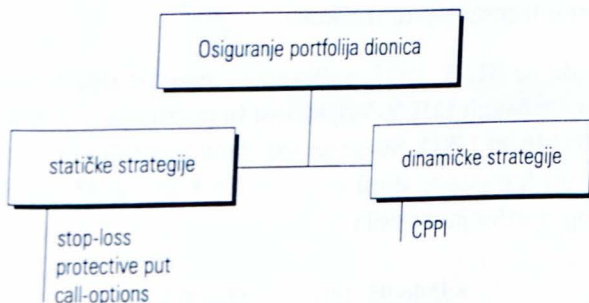 Osiguranje portfolija dionica
statičke strategije
dinamičke strategije
stop-loss
protective put
call-options
CPPI